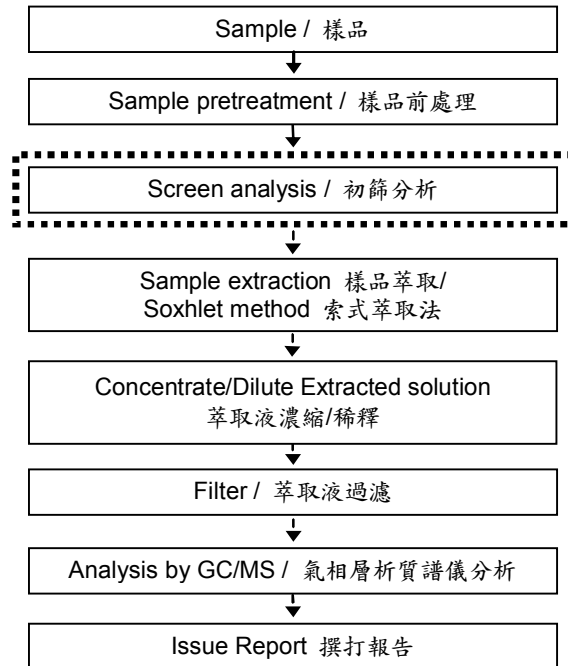 Sample / 樣品
Sample pretreatment / 樣品前處理
Screen analysis / 初篩分析
Sample extraction 樣品萃取/
Soxhlet method 索式萃取法
Concentrate/Dilute Extracted solution
萃取液濃縮/稀釋
Filter / 萃取液過濾
Analysis by GC/MS / 氣相層析質譜儀分析
Issue Report 撰打報告